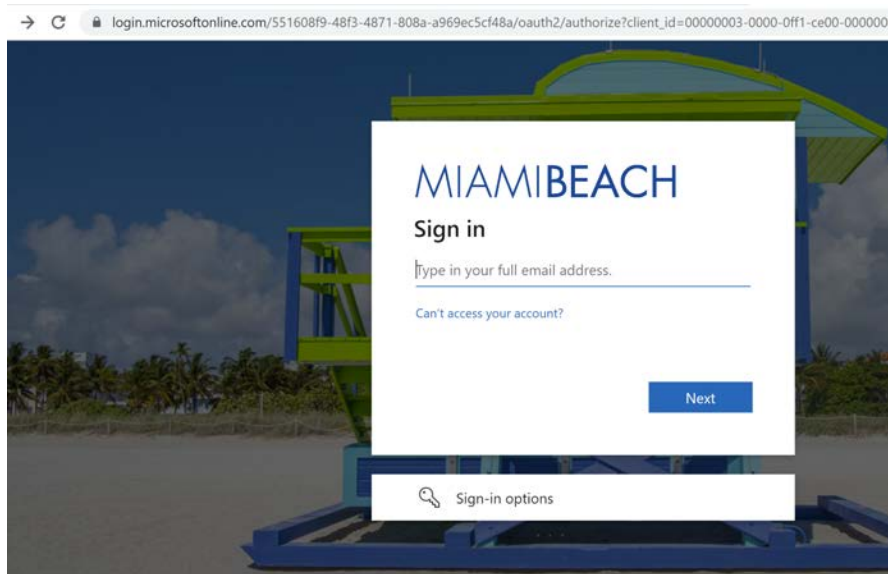 login.microsoftonline.com/551608f9-48f3-4871-808a-a969ec5cf48a/oauth2/authorize?client_id=00000003-0000-0ff1-ce00-000000
MIAMIBEACH
Sign in
Type in your full email address.
Can't access your account?
Next
Sign-in options